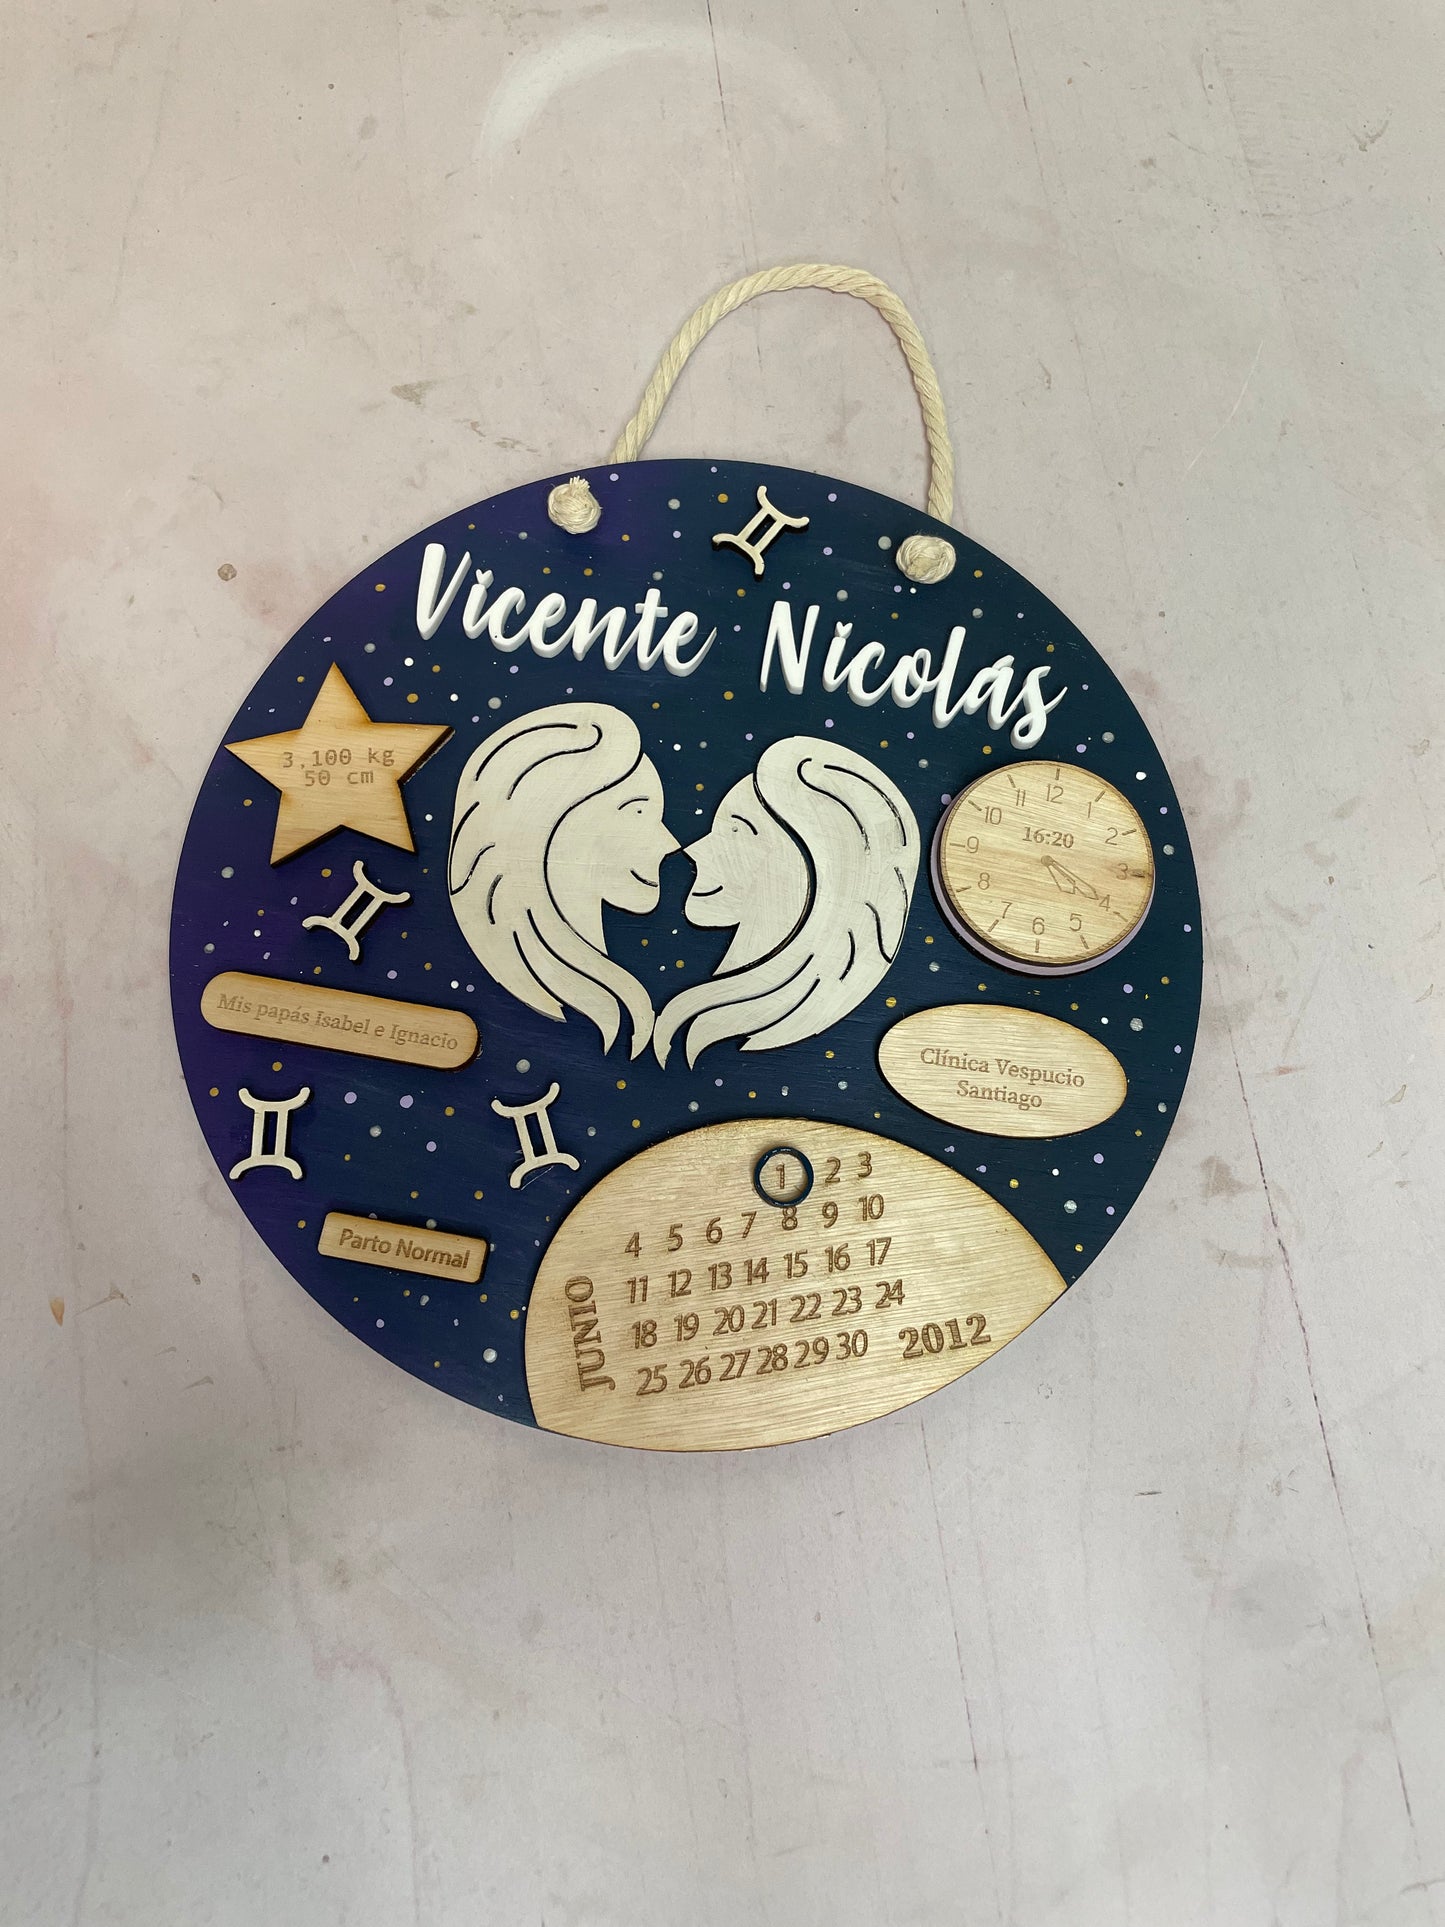 Vicente Nicolás
3,100 kg
50 cm
12
11 1
10 2
16:20
9 3
8 4
7 5
6
Mis papás Isabel e Ignacio
Clínica Vespucio
Santiago
Parto Normal
JUNIO
1 2 3
4 5 6 7 8 9 10
11 12 13 14 15 16 17
18 19 20 21 22 23 24
25 26 27 28 29 30
2012